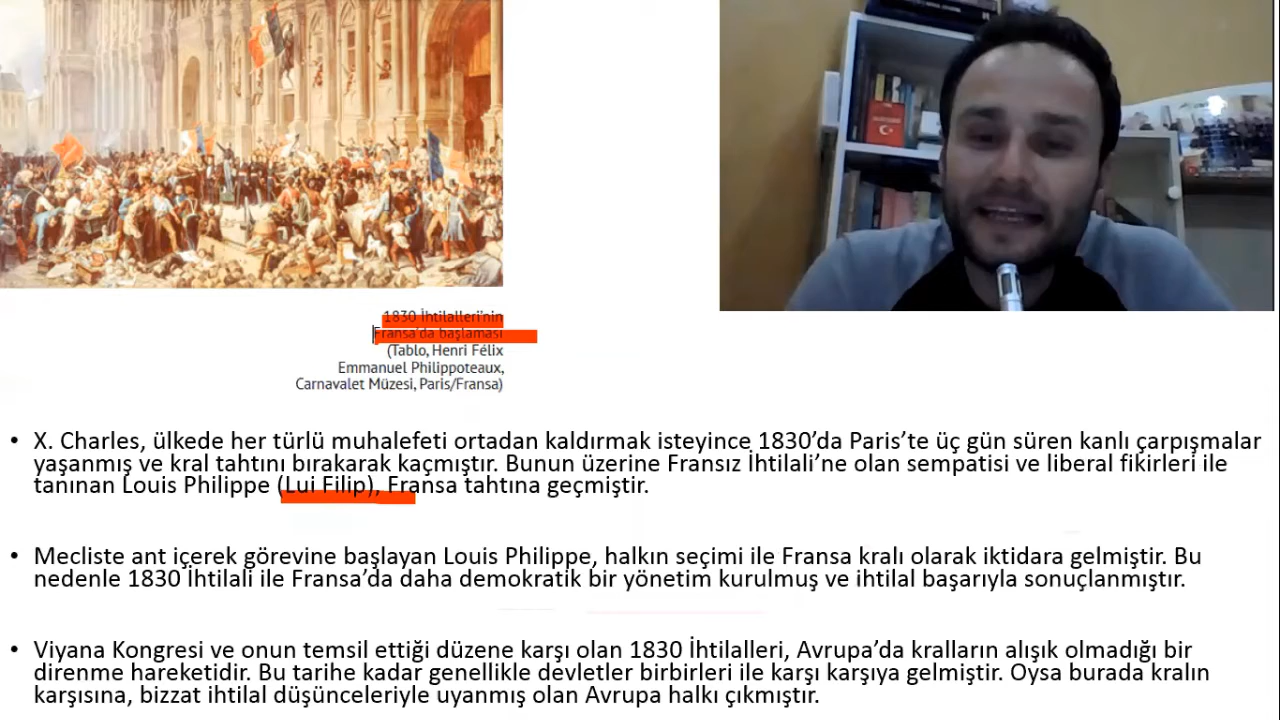 1830 İhtilalleri'nin
Fransa'da başlaması
(Tablo, Henri Félix
Emmanuel Philippoteaux,
Carnavalet Müzesi, Paris/Fransa)
• X. Charles, ülkede her türlü muhalefeti ortadan kaldırmak isteyince 1830'da Paris'te üç gün süren kanlı çarpışmalar
yaşanmış ve kral tahtını bırakarak kaçmıştır. Bunun üzerine Fransız İhtilali'ne olan sempatisi ve liberal fikirleri ile
tanınan Louis Philippe (Lui Filip), Fransa tahtına geçmiştir.
• Mecliste ant içerek görevine başlayan Louis Philippe, halkın seçimi ile Fransa kralı olarak iktidara gelmiştir. Bu
nedenle 1830 İhtilali ile Fransa'da daha demokratik bir yönetim kurulmuş ve ihtilal başarıyla sonuçlanmıştır.
• Viyana Kongresi ve onun temsil ettiği düzene karşı olan 1830 İhtilalleri, Avrupa'da kralların alışık olmadığı bir
direnme hareketidir. Bu tarihe kadar genellikle devletler birbirleri ile karşı karşıya gelmiştir. Oysa burada kralın
karşısına, bizzat ihtilal düşünceleriyle uyanmış olan Avrupa halkı çıkmıştır.